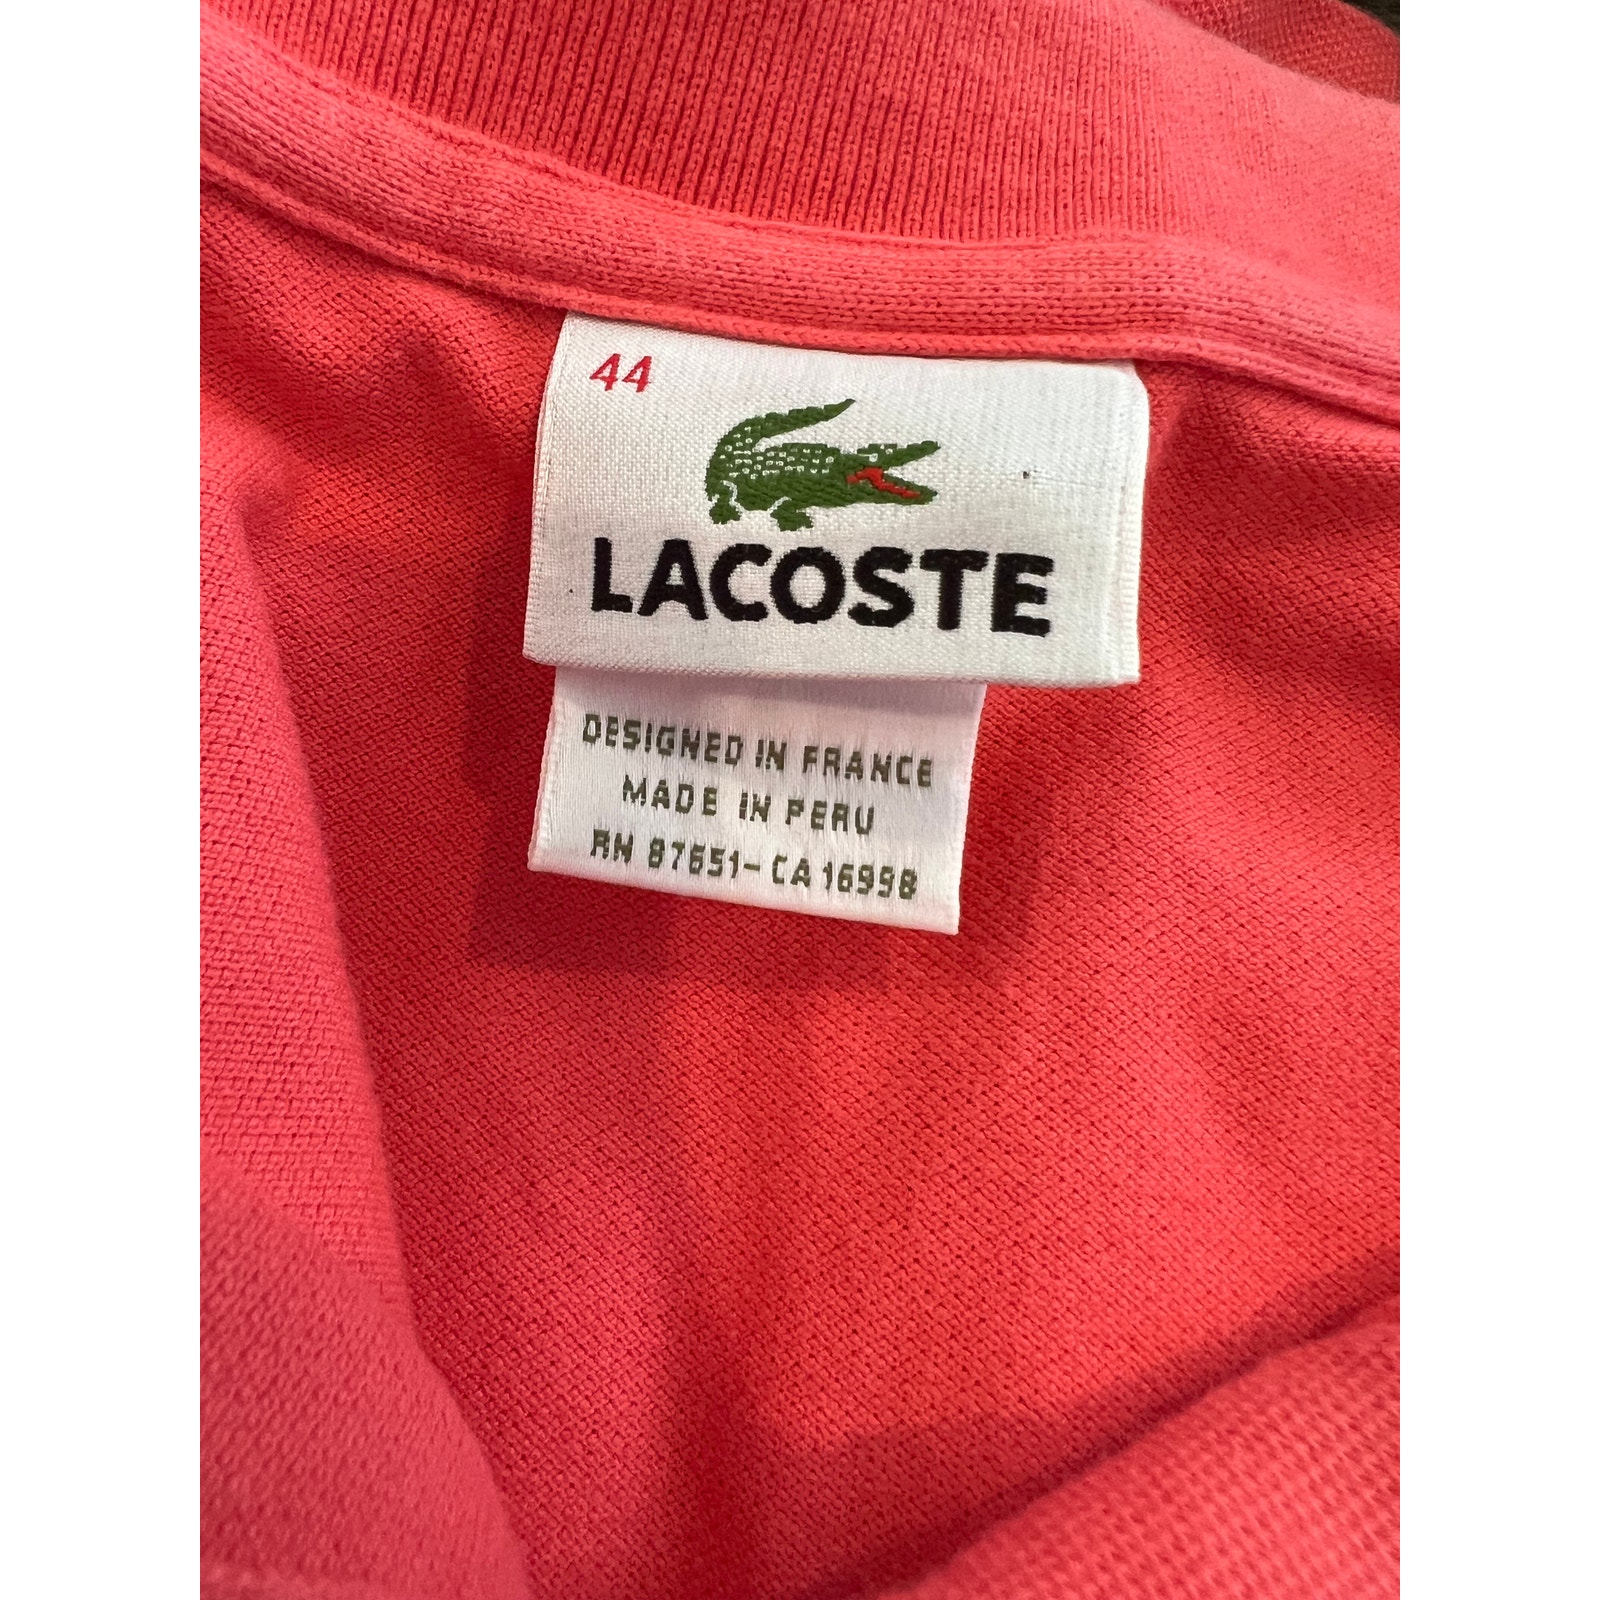 44
LACOSTE
DESIGNED IN FRANCE
MADE IN PERU
RN 87651-CA 16998